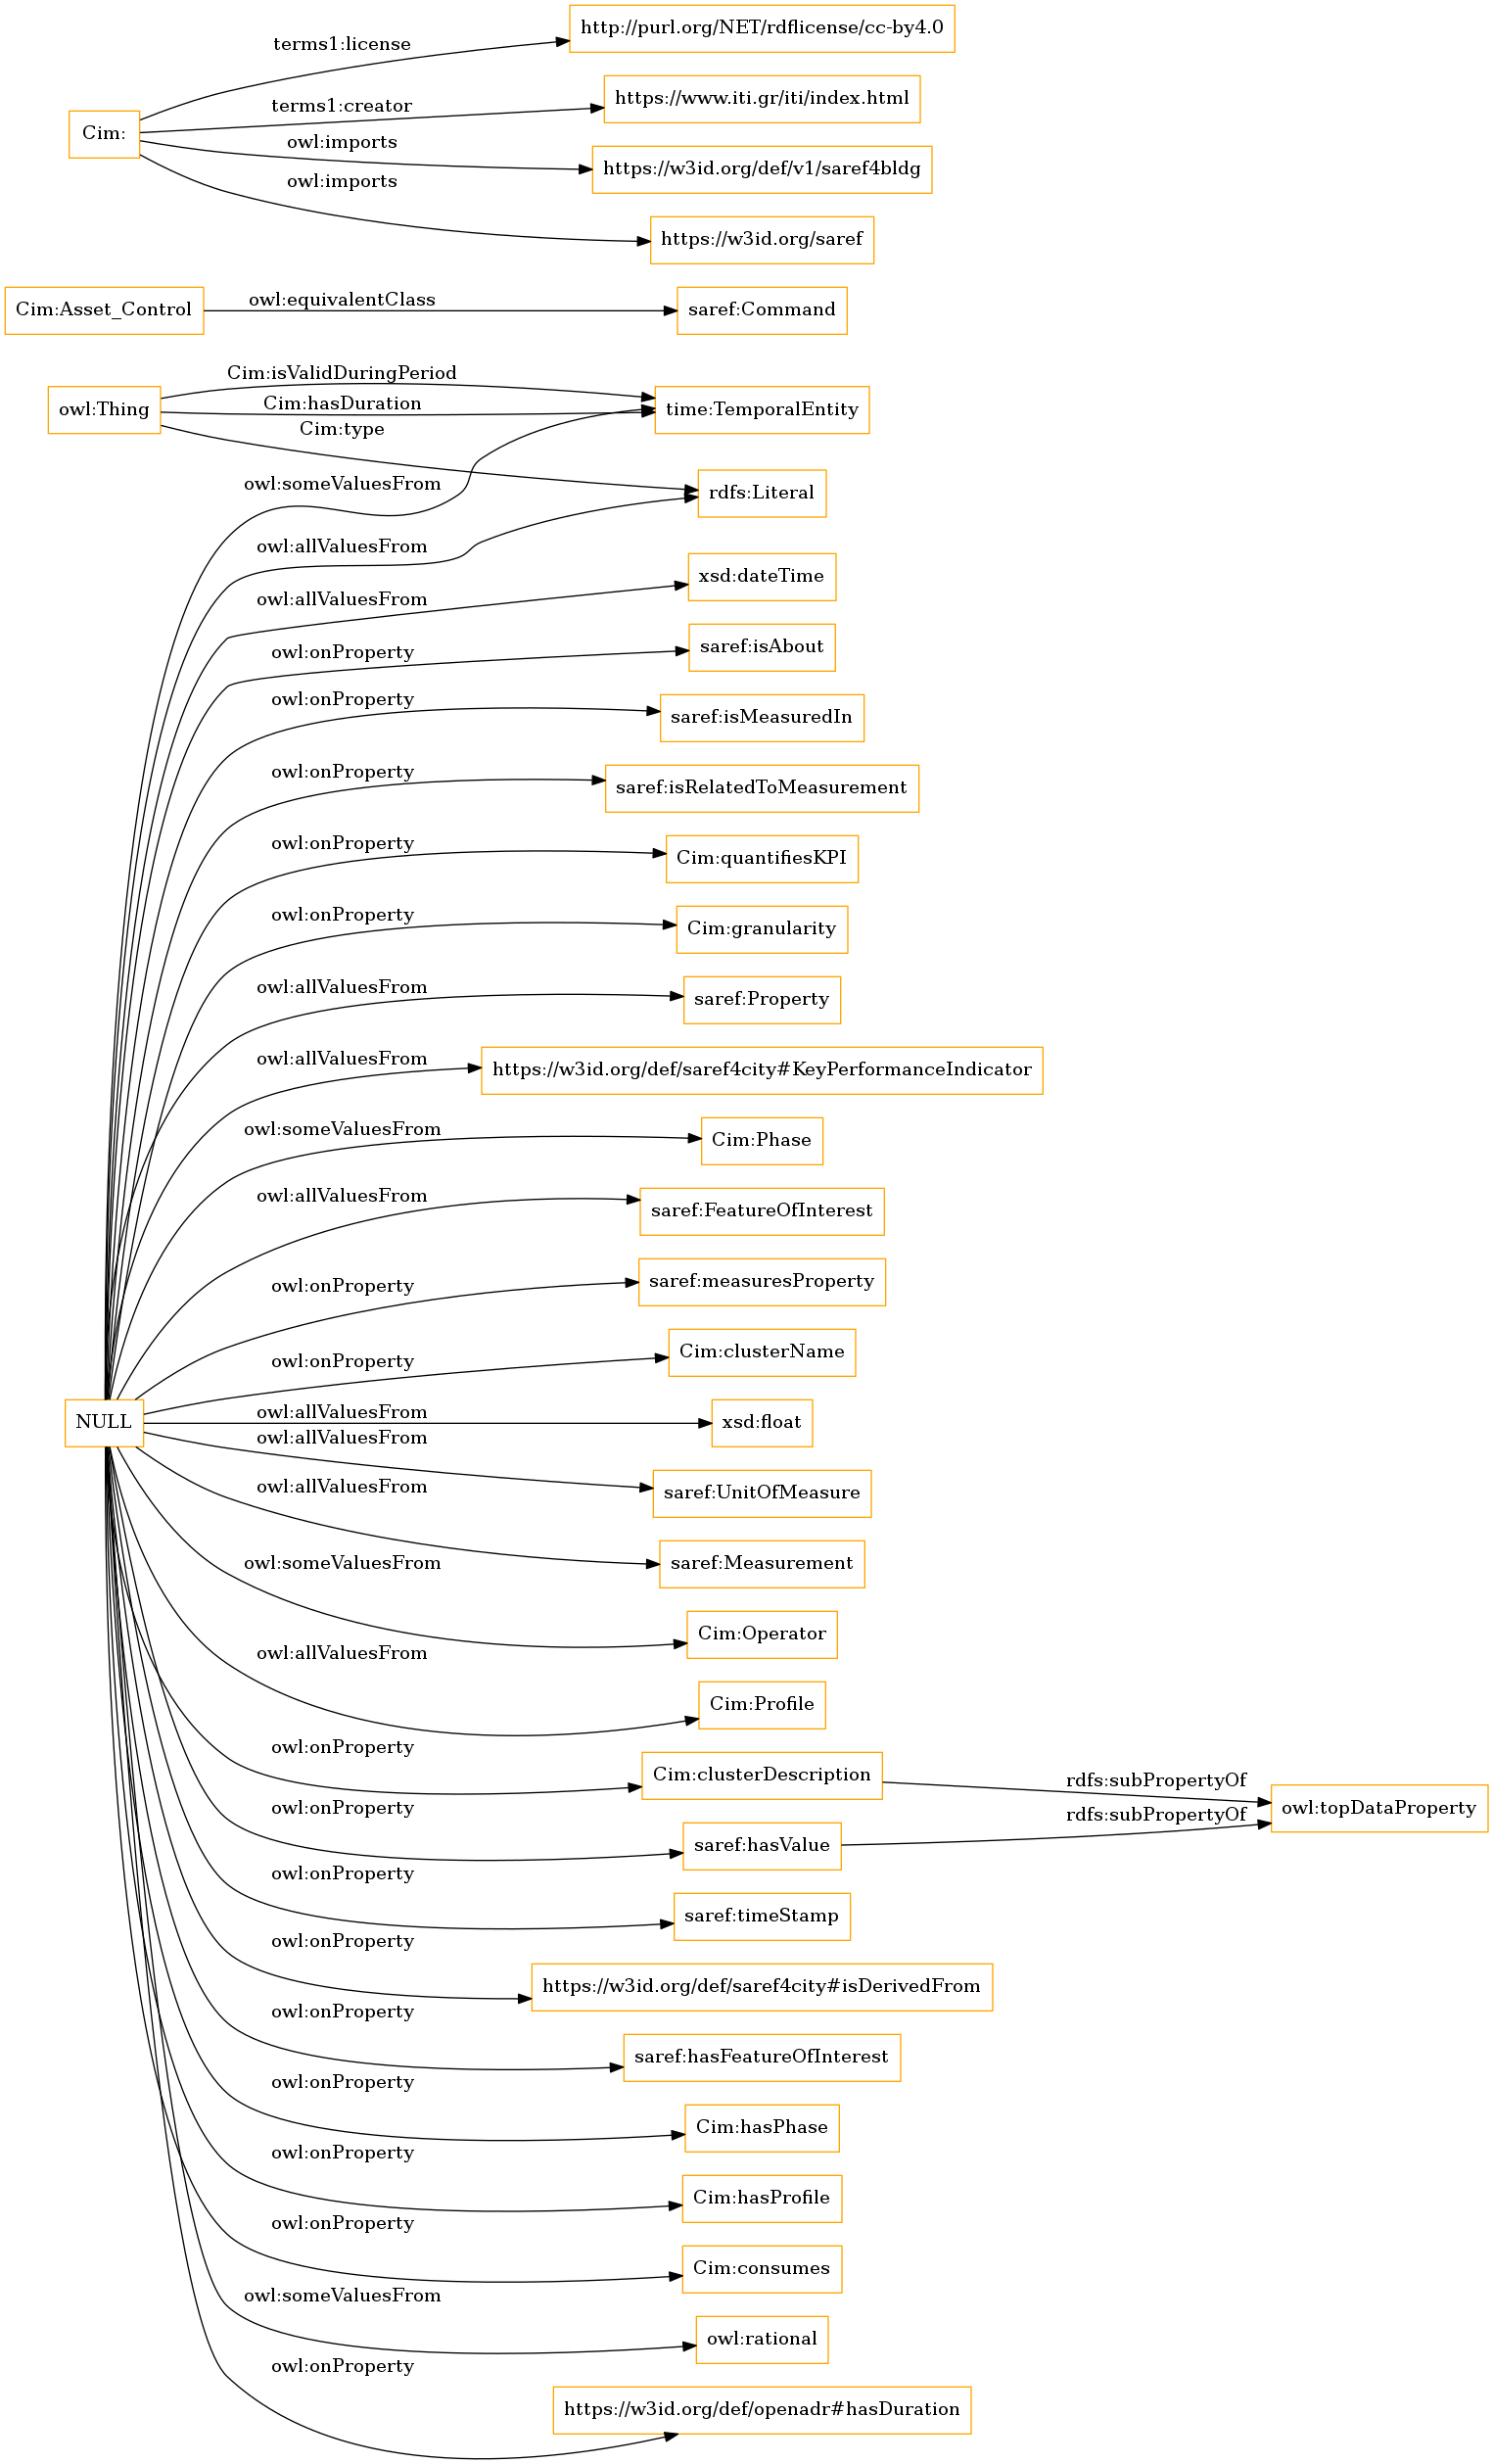 http://purl.org/NET/rdflicense/cc-by4.0
terms1:license
https://www.iti.gr/iti/index.html
terms1:creator
Cim:
owl:imports
https://w3id.org/def/v1/saref4bldg
owl:imports
https://w3id.org/saref
Cim:Asset_Control
owl:equivalentClass
saref:Command
Cim:isValidDuringPeriod
owl:Thing
Cim:hasDuration
time:TemporalEntity
Cim:type
owl:someValuesFrom
rdfs:Literal
owl:allValuesFrom
xsd:dateTime
owl:allValuesFrom
owl:onProperty
saref:isAbout
owl:onProperty
saref:isMeasuredIn
owl:onProperty
saref:isRelatedToMeasurement
owl:onProperty
Cim:quantifiesKPI
owl:onProperty
Cim:granularity
owl:allValuesFrom
saref:Property
owl:allValuesFrom
https://w3id.org/def/saref4city#KeyPerformanceIndicator
owl:someValuesFrom
Cim:Phase
owl:allValuesFrom
saref:FeatureOfInterest
owl:onProperty
saref:measuresProperty
owl:onProperty
Cim:clusterName
NULL
owl:allValuesFrom
xsd:float
owl:allValuesFrom
saref:UnitOfMeasure
owl:allValuesFrom
saref:Measurement
owl:someValuesFrom
Cim:Operator
owl:allValuesFrom
Cim:Profile
owl:onProperty
Cim:clusterDescription
rdfs:subPropertyOf
owl:topDataProperty
owl:onProperty
rdfs:subPropertyOf
saref:hasValue
owl:onProperty
saref:timeStamp
owl:onProperty
https://w3id.org/def/saref4city#isDerivedFrom
owl:onProperty
saref:hasFeatureOfInterest
owl:onProperty
Cim:hasPhase
owl:onProperty
Cim:hasProfile
owl:onProperty
Cim:consumes
owl:someValuesFrom
owl:rational
owl:onProperty
https://w3id.org/def/openadr#hasDuration